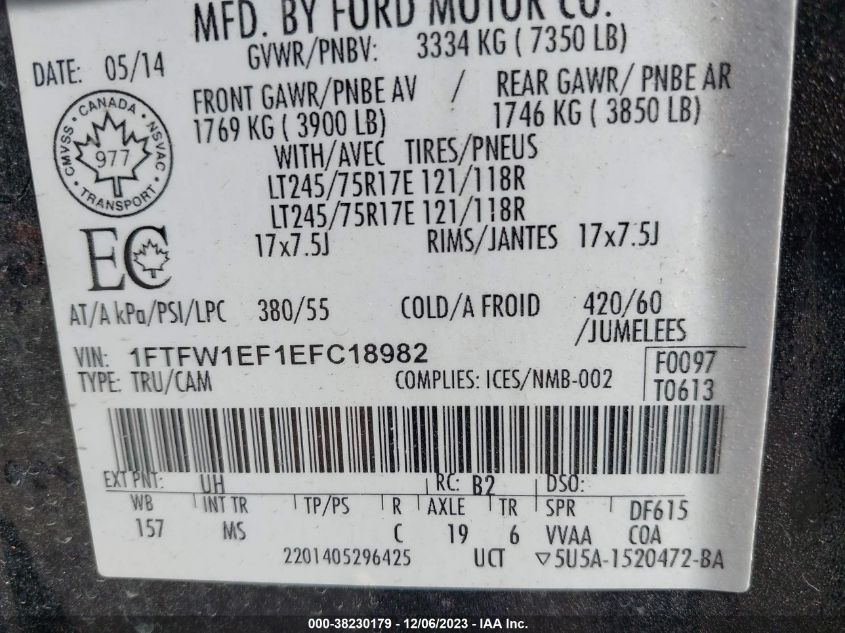 MFD. BY FORD MOTOR CO.
DATE: 05/14
GVWR/PNBV: 3334 KG ( 7350 LB)
FRONT GAWR/PNBE AV / REAR GAWR/ PNBE AR
1769 KG ( 3900 LB) 1746 KG ( 3850 LB)
WITH/AVEC TIRES/PNEUS
LT245/75R17E 121/118R
LT245/75R17E 121/118R
17x7.5J RIMS/JANTES 17x7.5J
CANADA
CMVSS NSVAC
977
TRANSPORT
EC
AT/A kPa/PSI/LPC 380/55 COLD/A FROID 420/60
/JUMELEES
VIN: 1FTFW1EF1EFC18982 F0097
TYPE: TRU/CAM COMPLIES: ICES/NMB-002 T0613
EXT PNT: UH RC: B2 DSO:
WB INT TR TP/PS R AXLE TR SPR DF615
157 MS C 19 6 VVAA COA
2201405296425 UCT ▽5U5A-1520472-BA
000-38230179 - 12/06/2023 - IAA Inc.